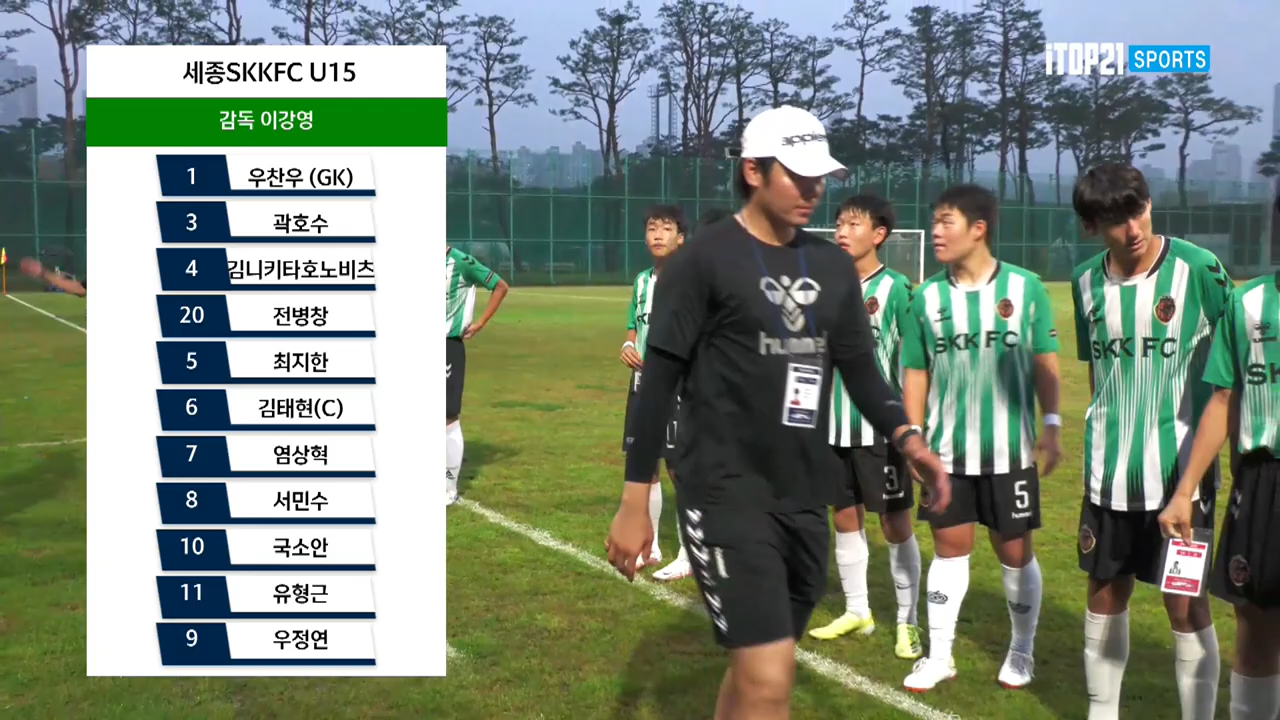 세종SKKFC U15
감독 이강영
1 우찬우 (GK)
3 곽호수
4 김니키타호노비츠
20 전병창
5 최지한
6 김태현(C)
7 염상혁
8 서민수
10 국소안
11 유형근
9 우정연
iTOP21 SPORTS
hummel
SKK FC
SKK FC
3
5
hummel